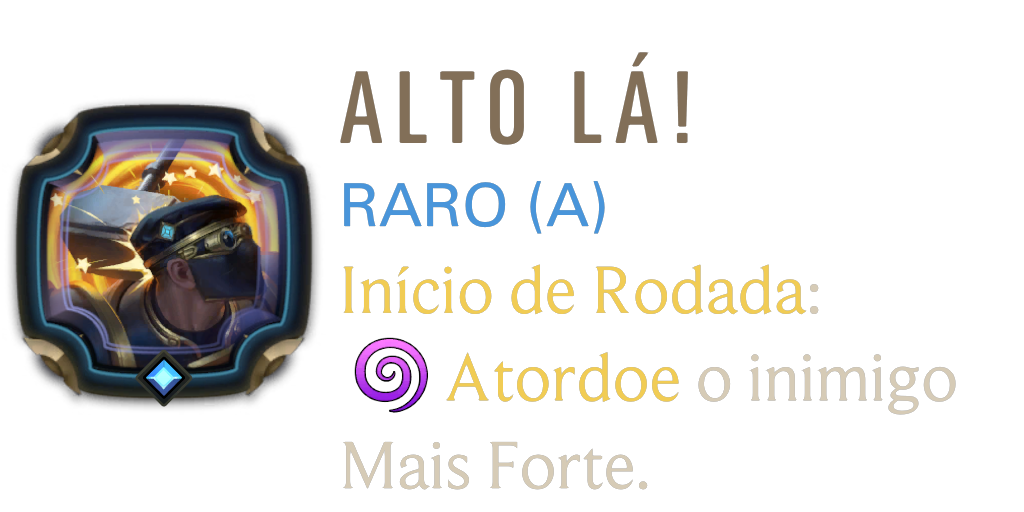 ALTO LÁ!
RARO (A)
Início de Rodada:
Atordoe o inimigo
Mais Forte.